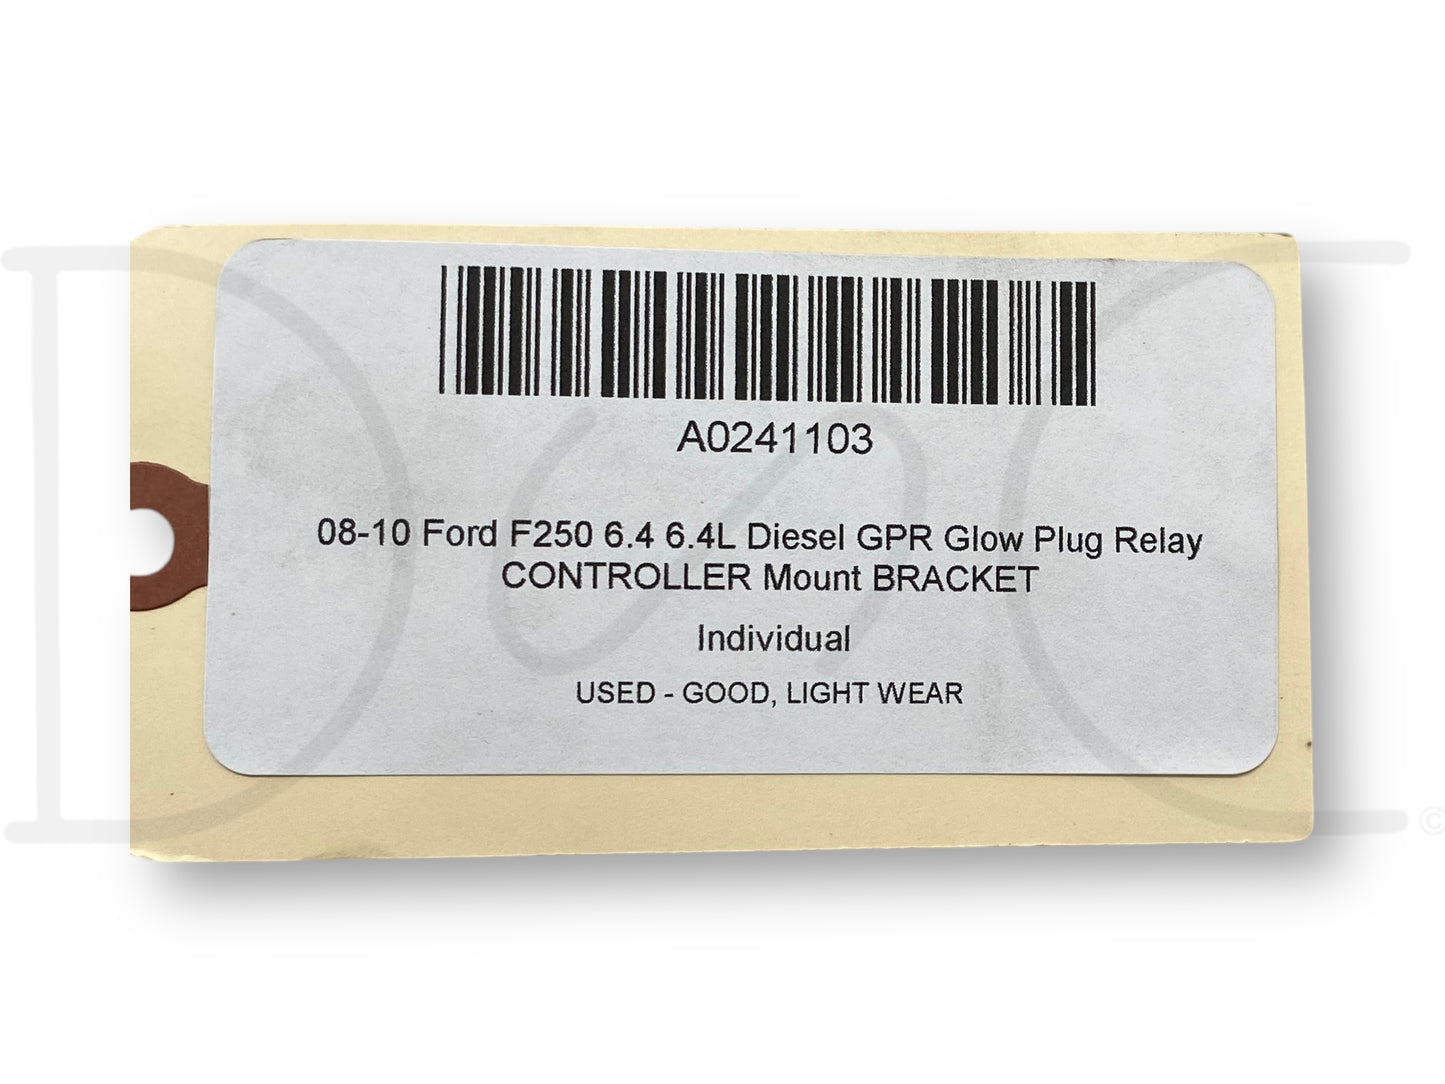 A0241103
08-10 Ford F250 6.4 6.4L Diesel GPR Glow Plug Relay
CONTROLLER Mount BRACKET
Individual
USED - GOOD, LIGHT WEAR
DSC
©